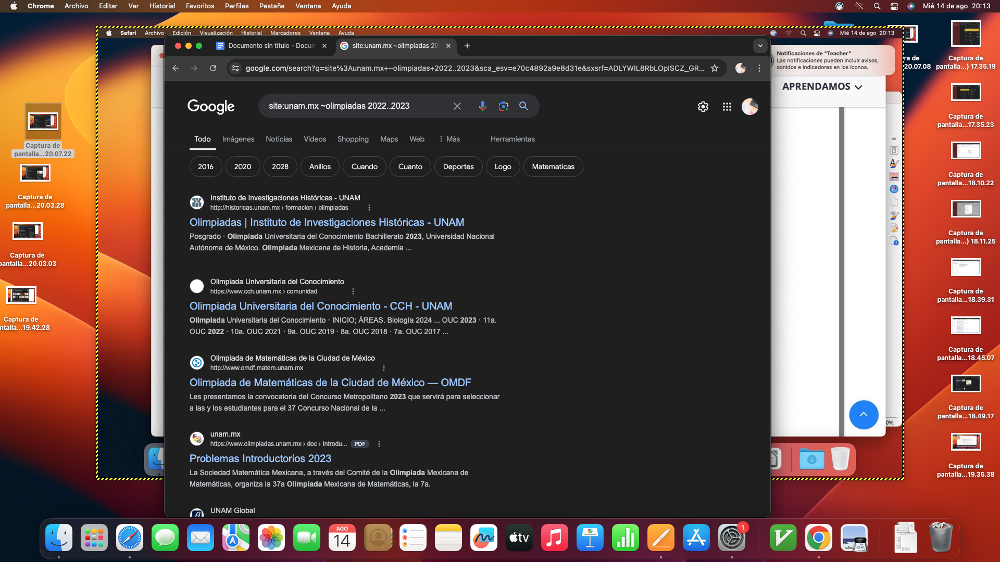 Chrome Archivo Editar Ver Historial Favoritos Perfiles Pestaña Ventana Ayuda
Mié 14 de ago 20:13
Safari Archivo Edición Visualización Historial Marcadores Ventana Ayuda
Mié 14 de ago 20:13
Documento sin título - Docum
site:unam.mx ~olimpiadas 20
google.com/search?q=site%3Aunam.mx+~olimpiadas+2022..2023&sca_esv=e70c4892a9e8d31e&sxsrf=ADLYWIL8RbLOpISCZ_GR...
Notificaciones de “Teacher”
Las notificaciones pueden incluir avisos,
sonidos e indicadores en los íconos.
APRENDAMOS
Google
site:unam.mx ~olimpiadas 2022..2023
Todo Imágenes Noticias Videos Shopping Maps Web Más Herramientas
2016 2020 2028 Anillos Cuando Cuanto Deportes Logo Matematicas
Instituto de Investigaciones Históricas - UNAM
http://historicas.unam.mx › formacion › olimpiadas
Olimpiadas | Instituto de Investigaciones Históricas - UNAM
Posgrado · Olimpiada Universitaria del Conocimiento Bachillerato 2023, Universidad Nacional
Autónoma de México. Olimpiada Mexicana de Historia, Academia ...
Olimpiada Universitaria del Conocimiento
https://www.cch.unam.mx › comunidad
Olimpiada Universitaria del Conocimiento - CCH - UNAM
Olimpiada Universitaria del Conocimiento · INICIO; ÁREAS. Biología 2024 ... OUC 2023 · 11a.
OUC 2022 · 10a. OUC 2021 · 9a. OUC 2019 · 8a. OUC 2018 · 7a. OUC 2017 ...
Olimpiada de Matemáticas de la Ciudad de México
http://www.omdf.matem.unam.mx
Olimpiada de Matemáticas de la Ciudad de México — OMDF
Les presentamos la convocatoria del Concurso Metropolitano 2023 que servirá para seleccionar
a las y los estudiantes para el 37 Concurso Nacional de la ...
unam.mx
https://www.olimpiadas.unam.mx › doc › Introdu... PDF
Problemas Introductorios 2023
La Sociedad Matemática Mexicana, a través del Comité de la Olimpiada Mexicana de
Matemáticas, organiza la 37a Olimpiada Mexicana de Matemáticas, la 7a.
UNAM Global
Captura de
pantalla...20.07.22
Captura de
pantalla...20.03.28
Captura de
pantalla...20.03.03
Captura de
ntalla...19.42.28
ra de
20.07.08
Captura de
pantalla...) 17.35.19
Captura de
pantalla...17.35.23
Captura de
pantalla...18.10.22
Captura de
pantalla...) 18.11.25
Captura de
pantalla...18.39.31
Captura de
pantalla...18.45.07
Captura de
pantalla...18.49.17
Captura de
pantalla...19.35.38
0%
AGO
14
tv
1
DOC